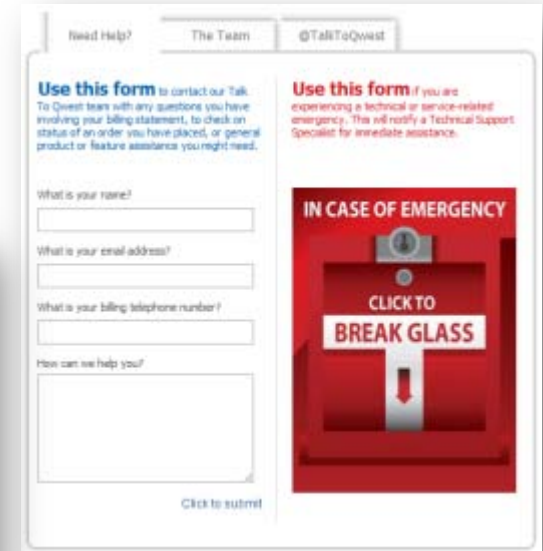 Need Help?
The Team
@TalkToQwest
Use this form to contact our Talk
To Qwest team with any questions you have
involving your billing statement, to check on
status of an order you have placed, or general
product or feature assistance you might need.
What is your name?
What is your email address?
What is your billing telephone number?
How can we help you?
Click to submit
Use this form if you are
experiencing a technical or service-related
emergency. This will notify a Technical Support
Specialist for immediate assistance.
IN CASE OF EMERGENCY
CLICK TO
BREAK GLASS